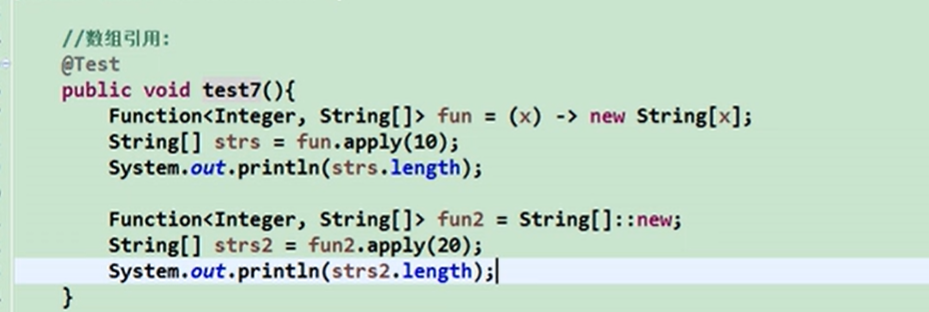 //数组引用:
@Test
public void test7(){
Function<Integer, String[]> fun = (x) -> new String[x];
String[] strs = fun.apply(10);
System.out.println(strs.length);
Function<Integer, String[]> fun2 = String[]::new;
String[] strs2 = fun2.apply(20);
System.out.println(strs2.length);
}